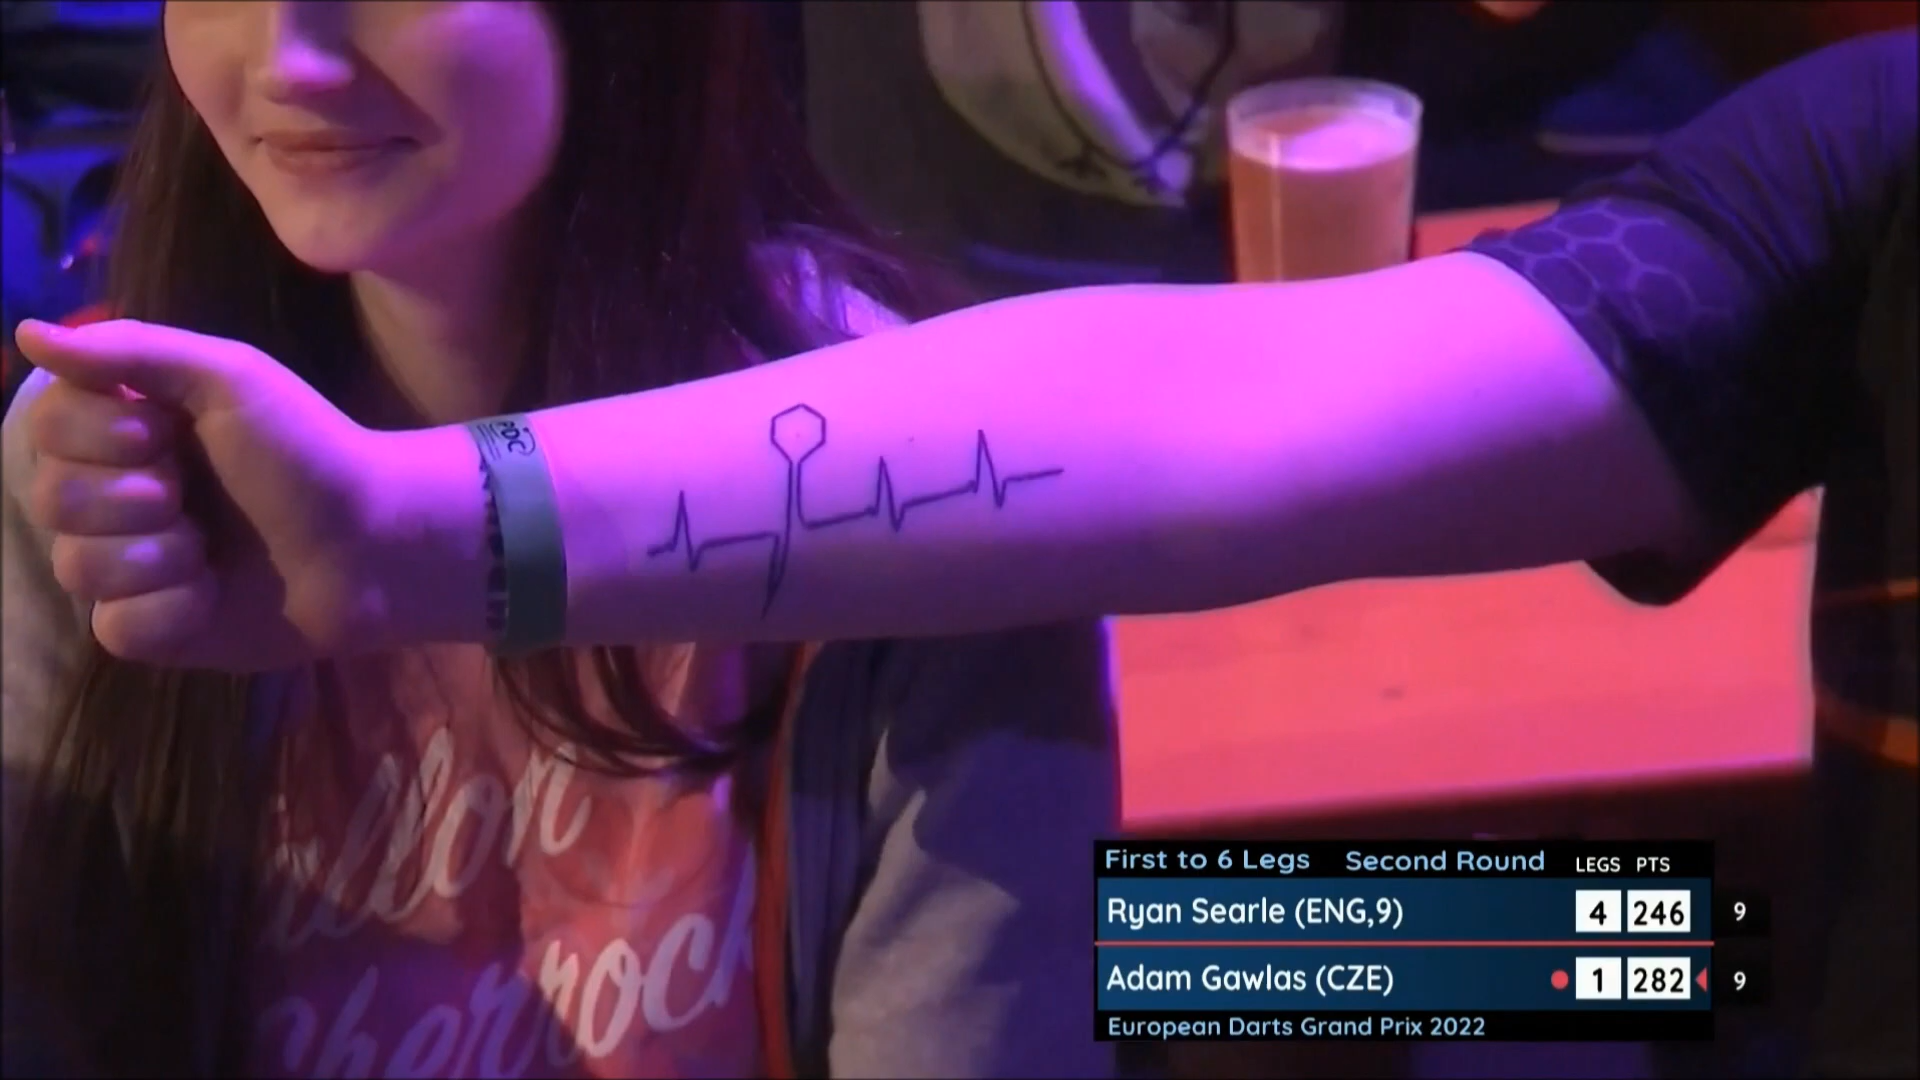 PDC
First to 6 Legs Second Round LEGS PTS
Ryan Searle (ENG,9) 4 246 9
Adam Gawlas (CZE) 1 282 9
European Darts Grand Prix 2022